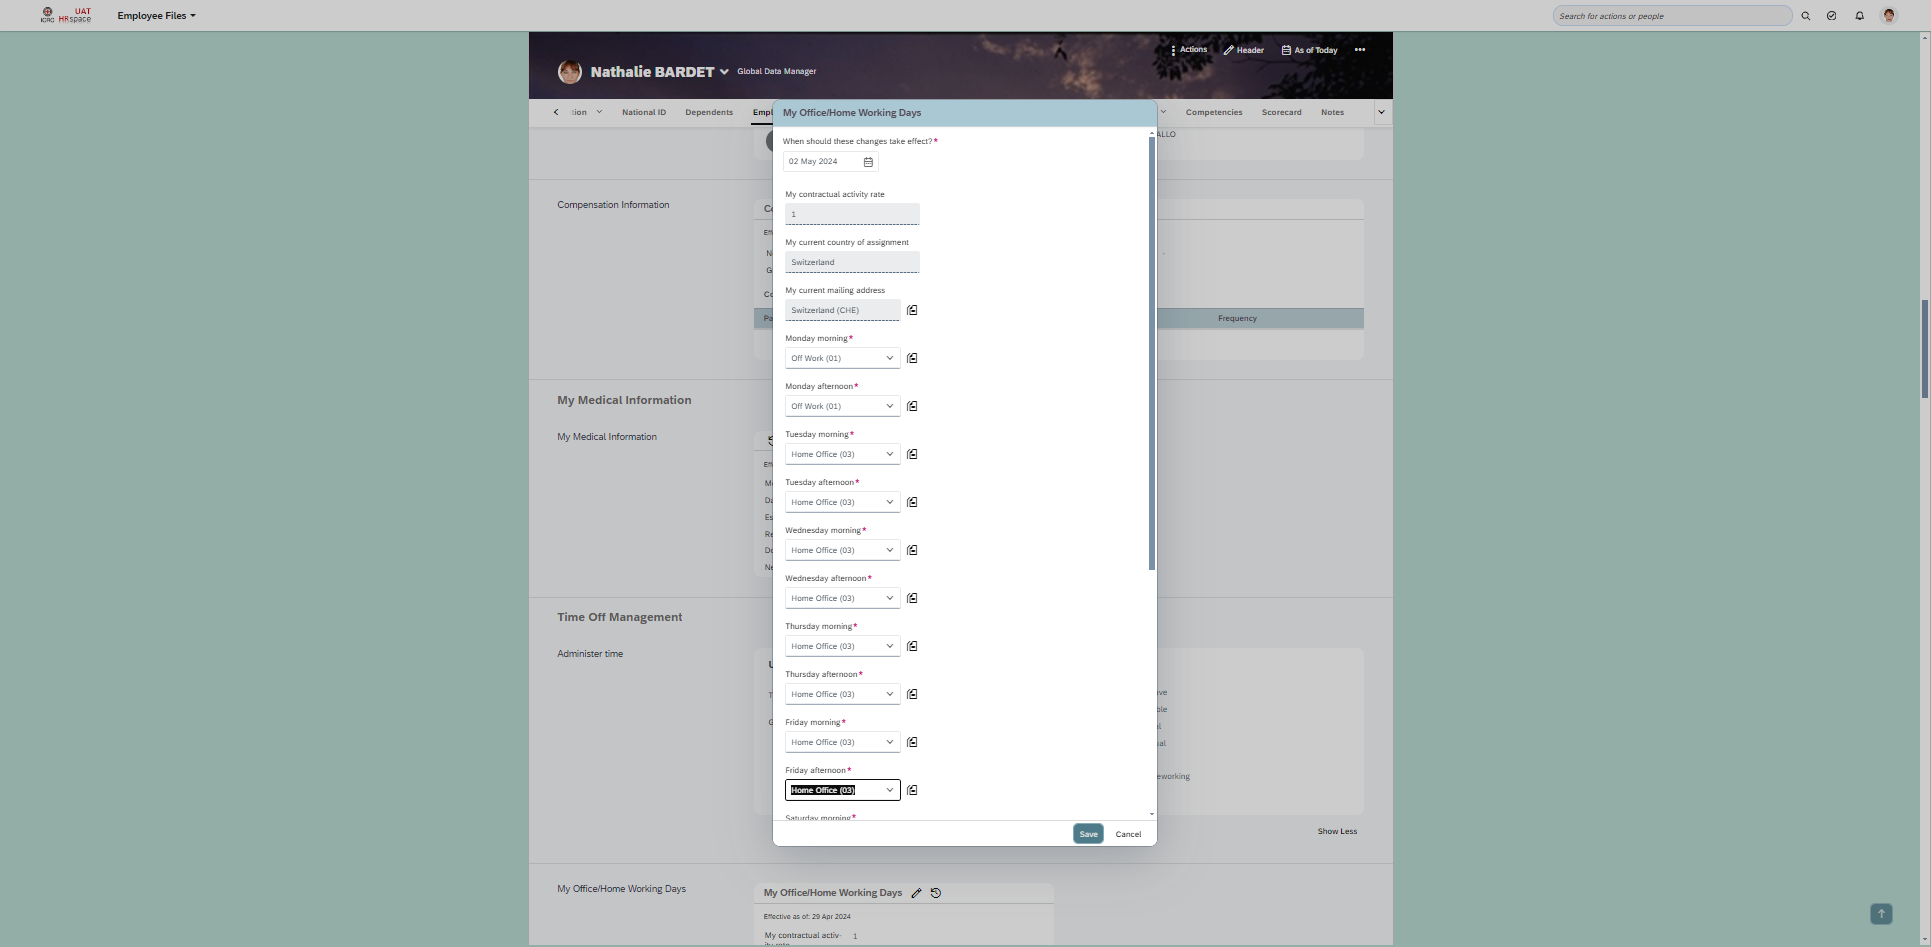 ICRC
UAT
HRspace
Employee Files
Search for actions or people
Actions
Header
As of Today
Nathalie BARDET
Global Data Manager
National ID
Dependents
Empl
Competencies
Scorecard
Notes
My Office/Home Working Days
ALLO
When should these changes take effect?*
02 May 2024
My contractual activity rate
1
Compensation Information
My current country of assignment
Switzerland
My current mailing address
Switzerland (CHE)
Frequency
Monday morning*
Off Work (01)
Monday afternoon*
Off Work (01)
My Medical Information
My Medical Information
Tuesday morning*
Home Office (03)
Tuesday afternoon*
Home Office (03)
Wednesday morning*
Home Office (03)
Wednesday afternoon*
Home Office (03)
Time Off Management
Administer time
Thursday morning*
Home Office (03)
Thursday afternoon*
Home Office (03)
Friday morning*
Home Office (03)
eworking
Friday afternoon*
Home Office (03)
Saturday morning*
Save
Cancel
Show Less
My Office/Home Working Days
My Office/Home Working Days
Effective as of: 29 Apr 2024
My contractual activ-
ity rate
1